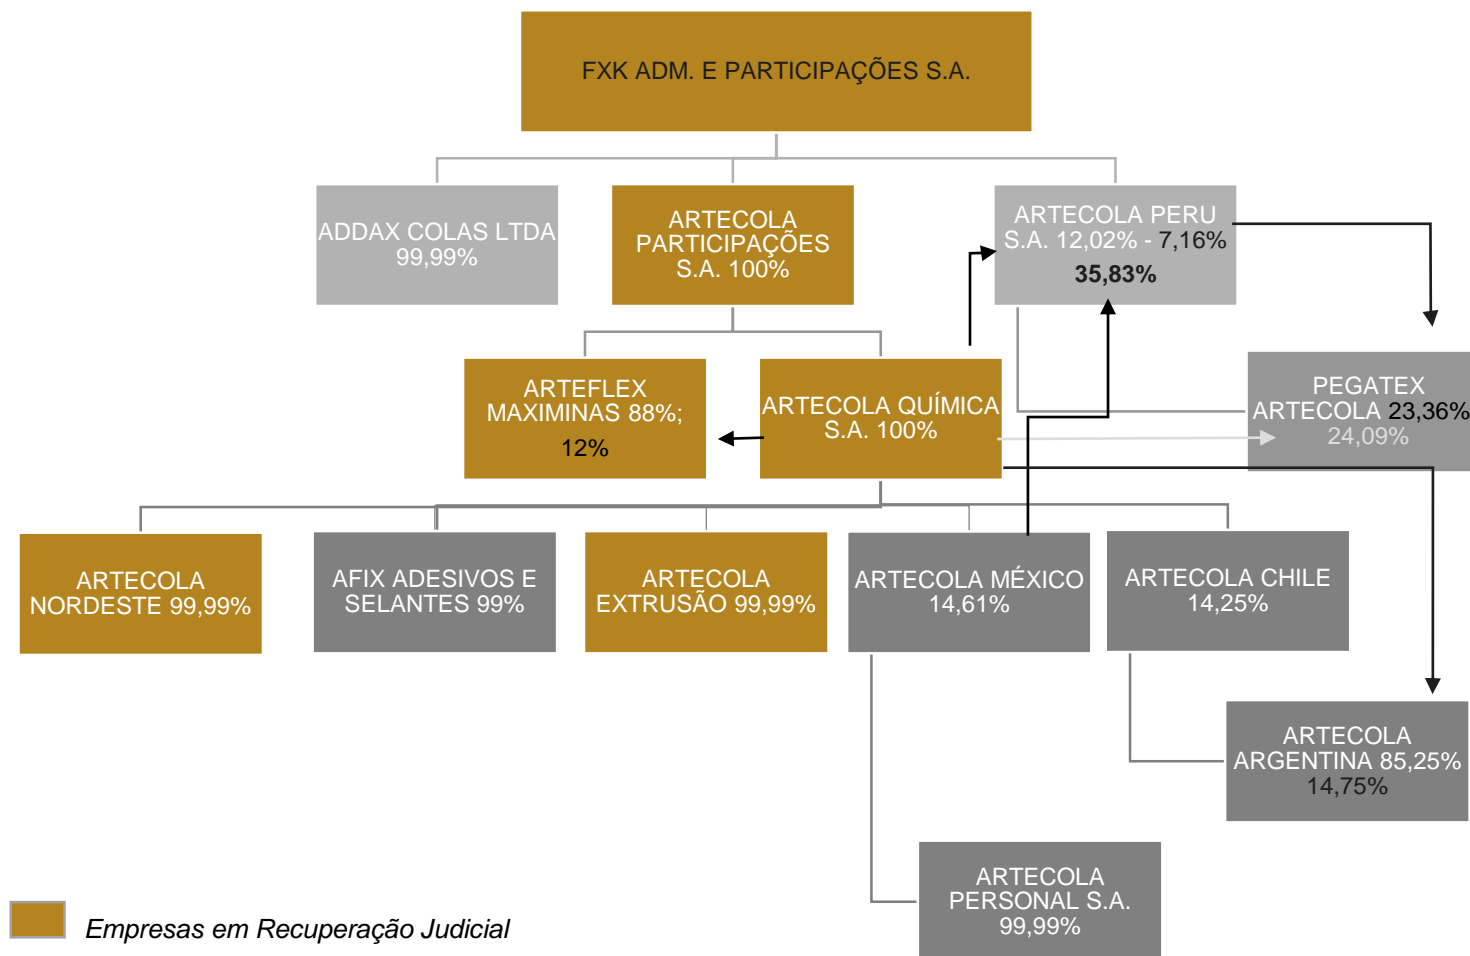 FXK ADM. E PARTICIPAÇÕES S.A.
ADDAX COLAS LTDA
99,99%
ARTECOLA
PARTICIPAÇÕES
S.A. 100%
ARTECOLA PERU
S.A. 12,02% - 7,16%
35,83%
ARTEFLEX
MAXIMINAS 88%;
12%
ARTECOLA QUÍMICA
S.A. 100%
PEGATEX
ARTECOLA 23,36%
24,09%
ARTECOLA
NORDESTE 99,99%
AFIX ADESIVOS E
SELANTES 99%
ARTECOLA
EXTRUSÃO 99,99%
ARTECOLA MÉXICO
14,61%
ARTECOLA CHILE
14,25%
ARTECOLA
ARGENTINA 85,25%
14,75%
ARTECOLA
PERSONAL S.A.
99,99%
Empresas em Recuperação Judicial